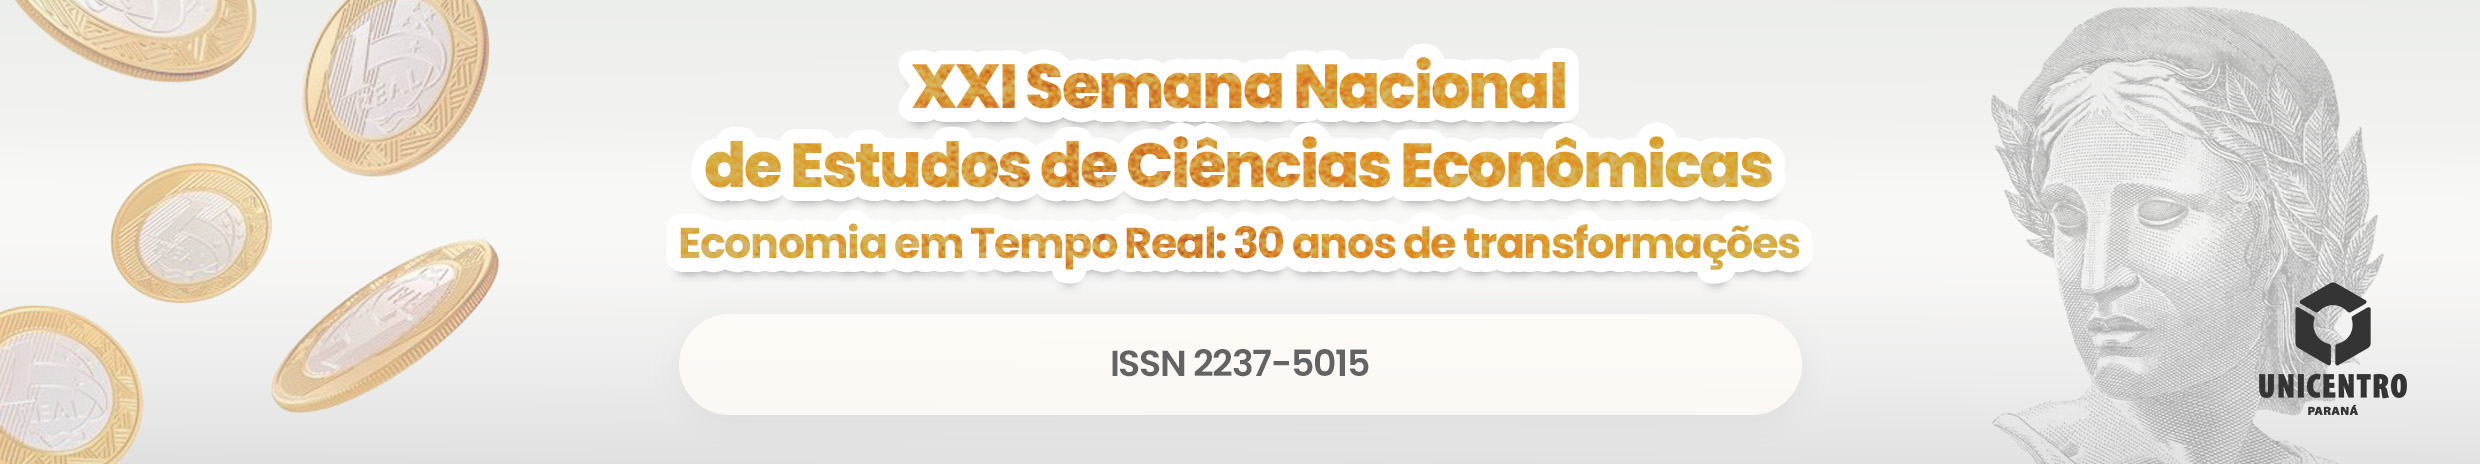 XXI Semana Nacional
de Estudos de Ciências Econômicas
Economia em Tempo Real: 30 anos de transformações
ISSN 2237-5015
UNICENTRO
PARANÁ
REAL